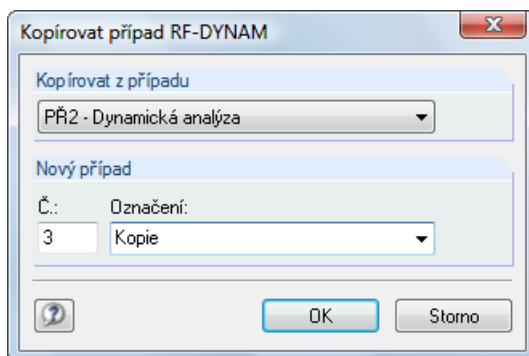 Kopírovat případ RF-DYNAM
Kopírovat z případu
PŘ2 - Dynamická analýza
Nový případ
Č.: Označení:
3 Kopie
OK Storno